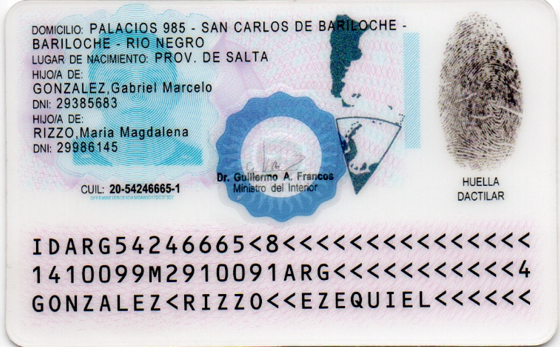 DOMICILIO: PALACIOS 985 - SAN CARLOS DE BARILOCHE -
BARILOCHE - RIO NEGRO
LUGAR DE NACIMIENTO: PROV. DE SALTA
HIJO/A DE:
GONZALEZ,Gabriel Marcelo
DNI: 29385683
HIJO/A DE:
RIZZO,Maria Magdalena
DNI: 29986145
CUIL: 20-54246665-1
Dr. Guillermo A. Francos
Ministro del Interior
HUELLA
DACTILAR
IDARG54246665<8<<<<<<<<<<<<<<<
1410099M2910091ARG<<<<<<<<<<<4
GONZALEZ<RIZZO<<EZEQUIEL<<<<<<